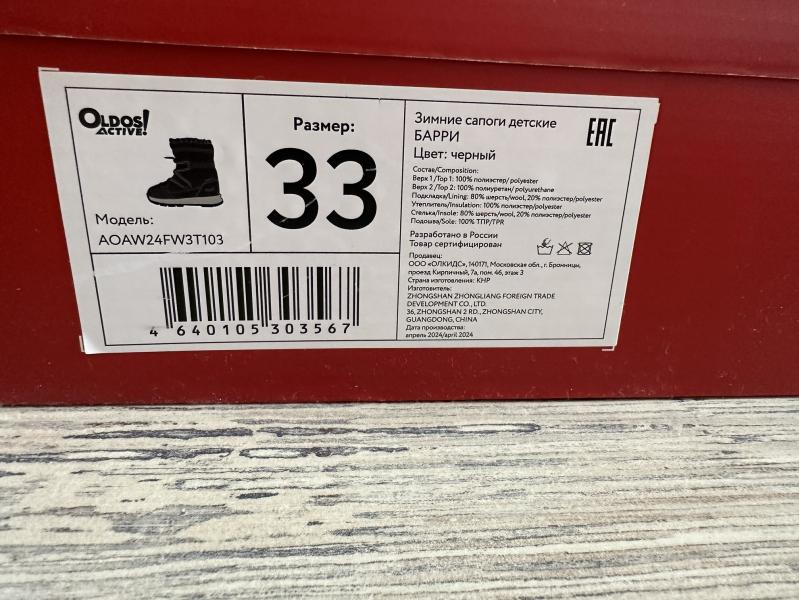 OLDOS!
ACTIVE!
Модель:
AOAW24FW3T103
Размер:
33
4 640105 303567
Зимние сапоги детские
БАРРИ
Цвет: черный
EAC
Состав/Composition:
Верх 1 /Top 1: 100% полиэстер/ polyester
Верх 2 /Top 2: 100% полиуретан/ polyurethane
Подкладка/Lining: 80% шерсть/wool, 20% полиэстер/polyester
Утеплитель/Insulation: 100% полиэстер/polyester
Стелька/Insole: 80% шерсть/wool, 20% полиэстер/polyester
Подошва/Sole: 100% ТПР/TPR
Разработано в России
Товар сертифицирован
Продавец:
ООО «ОЛКИДС», 140171, Московская обл., г. Бронницы,
проезд Кирпичный, 7а, пом. 46, этаж 3
Страна изготовления: КНР
Изготовитель:
ZHONGSHAN ZHONGLIANG FOREIGN TRADE
DEVELOPMENT CO., LTD.
36, ZHONGSHAN 2 RD., ZHONGSHAN CITY,
GUANGDONG, CHINA
Дата производства:
апрель 2024/april 2024